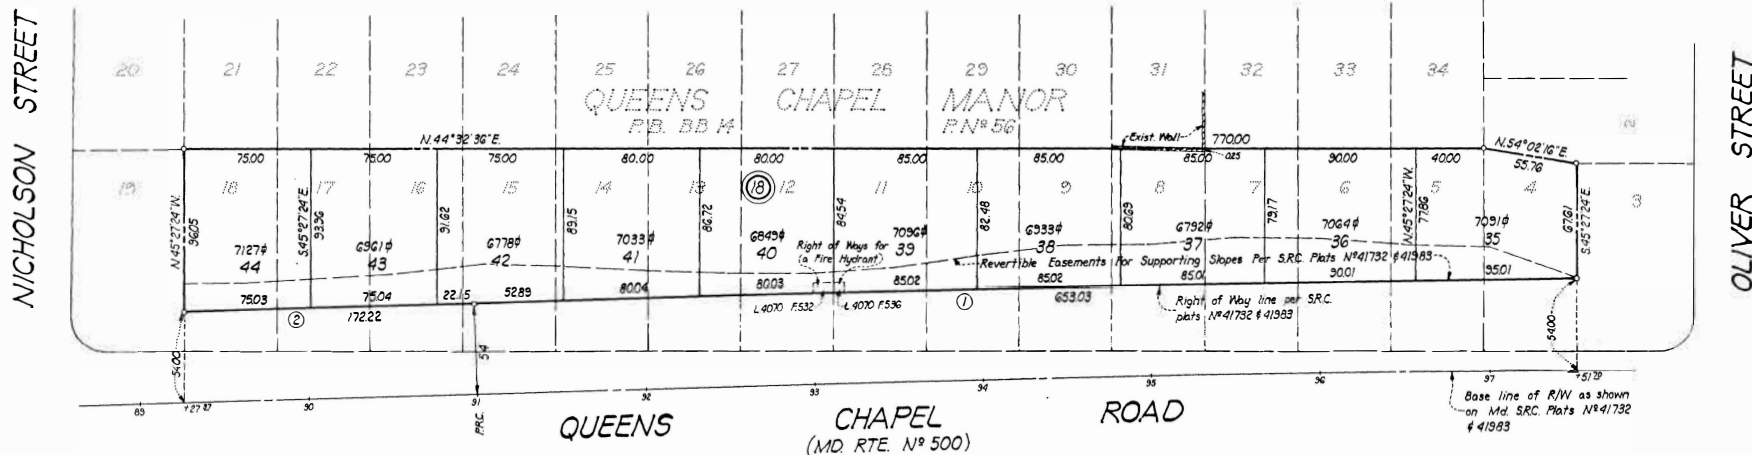 NICHOLSON STREET
OLIVER STREET
20 21 22 23 24 25 26 27 28 29 30 31 32 33 34
QUEENS CHAPEL MANOR
P.B. BB 14 P. Nº 56
N. 44° 32' 36" E.
Exist. Wall
770.00
0.25
N. 54° 02' 16" E.
55.76
75.00 75.00 75.00 80.00 80.00 85.00 85.00 85.00 90.00 40.00
19 18 17 16 15 14 13 18 12 11 10 9 8 7 6 5 4 3
N. 45° 27' 24" W.
96.05
S. 45° 27' 24" E.
93.96
91.62
89.15
86.72
84.54
82.48
80.69
79.17
N. 45° 27' 24" W.
77.86
67.61
S. 45° 27' 24" E.
7127⌽ 6961⌽ 6778⌽ 7033⌽ 6849⌽ 7096⌽ 6933⌽ 6792⌽ 7064⌽ 7091⌽
44 43 42 41 40 39 38 37 36 35
Right of Ways for
(a Fire Hydrant)
Revertible Easements For Supporting Slopes Per S.R.C. Plats Nº 41732 & 41983
75.03 75.04 22.15 52.89 80.04 80.03 85.02 85.02 85.01 90.01 95.01
2
172.22
L.4070 F.532
L.4070 F.536
1
653.03
Right of Way line per S.R.C.
plats Nº 41732 & 41983
54.00
54
54.00
89 +27.87 90 91 92 93 94 95 96 97 +51.29
P.R.C.
QUEENS CHAPEL ROAD
(MD. RTE. Nº 500)
Base line of R/W as shown
on Md. S.R.C. Plats Nº 41732
& 41983